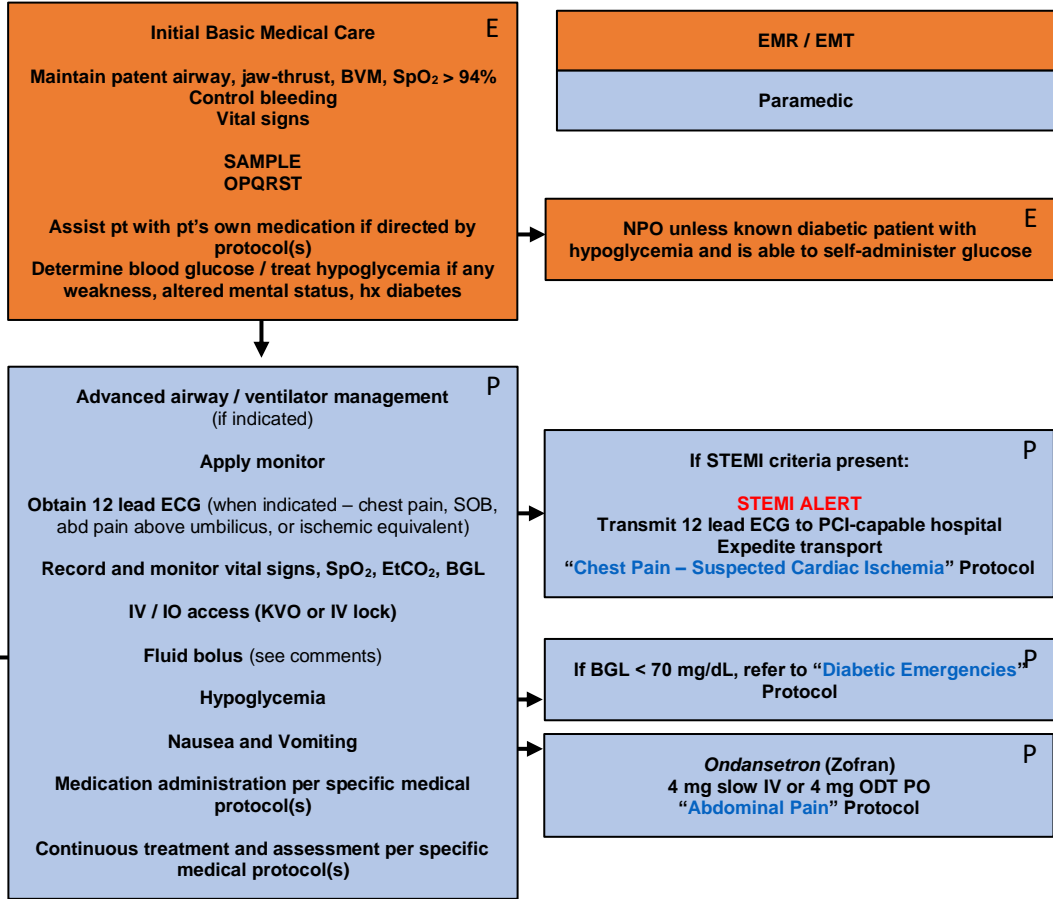 Initial Basic Medical Care
E
Maintain patent airway, jaw-thrust, BVM, SpO₂ > 94%
Control bleeding
Vital signs
SAMPLE
OPQRST
Assist pt with pt's own medication if directed by
protocol(s)
Determine blood glucose / treat hypoglycemia if any
weakness, altered mental status, hx diabetes
EMR / EMT
Paramedic
E
NPO unless known diabetic patient with
hypoglycemia and is able to self-administer glucose
P
Advanced airway / ventilator management
(if indicated)
Apply monitor
Obtain 12 lead ECG (when indicated – chest pain, SOB,
abd pain above umbilicus, or ischemic equivalent)
Record and monitor vital signs, SpO₂, EtCO₂, BGL
IV / IO access (KVO or IV lock)
Fluid bolus (see comments)
Hypoglycemia
Nausea and Vomiting
Medication administration per specific medical
protocol(s)
Continuous treatment and assessment per specific
medical protocol(s)
P
If STEMI criteria present:
STEMI ALERT
Transmit 12 lead ECG to PCI-capable hospital
Expedite transport
"Chest Pain – Suspected Cardiac Ischemia" Protocol
P
If BGL < 70 mg/dL, refer to "Diabetic Emergencies"
Protocol
P
Ondansetron (Zofran)
4 mg slow IV or 4 mg ODT PO
"Abdominal Pain" Protocol